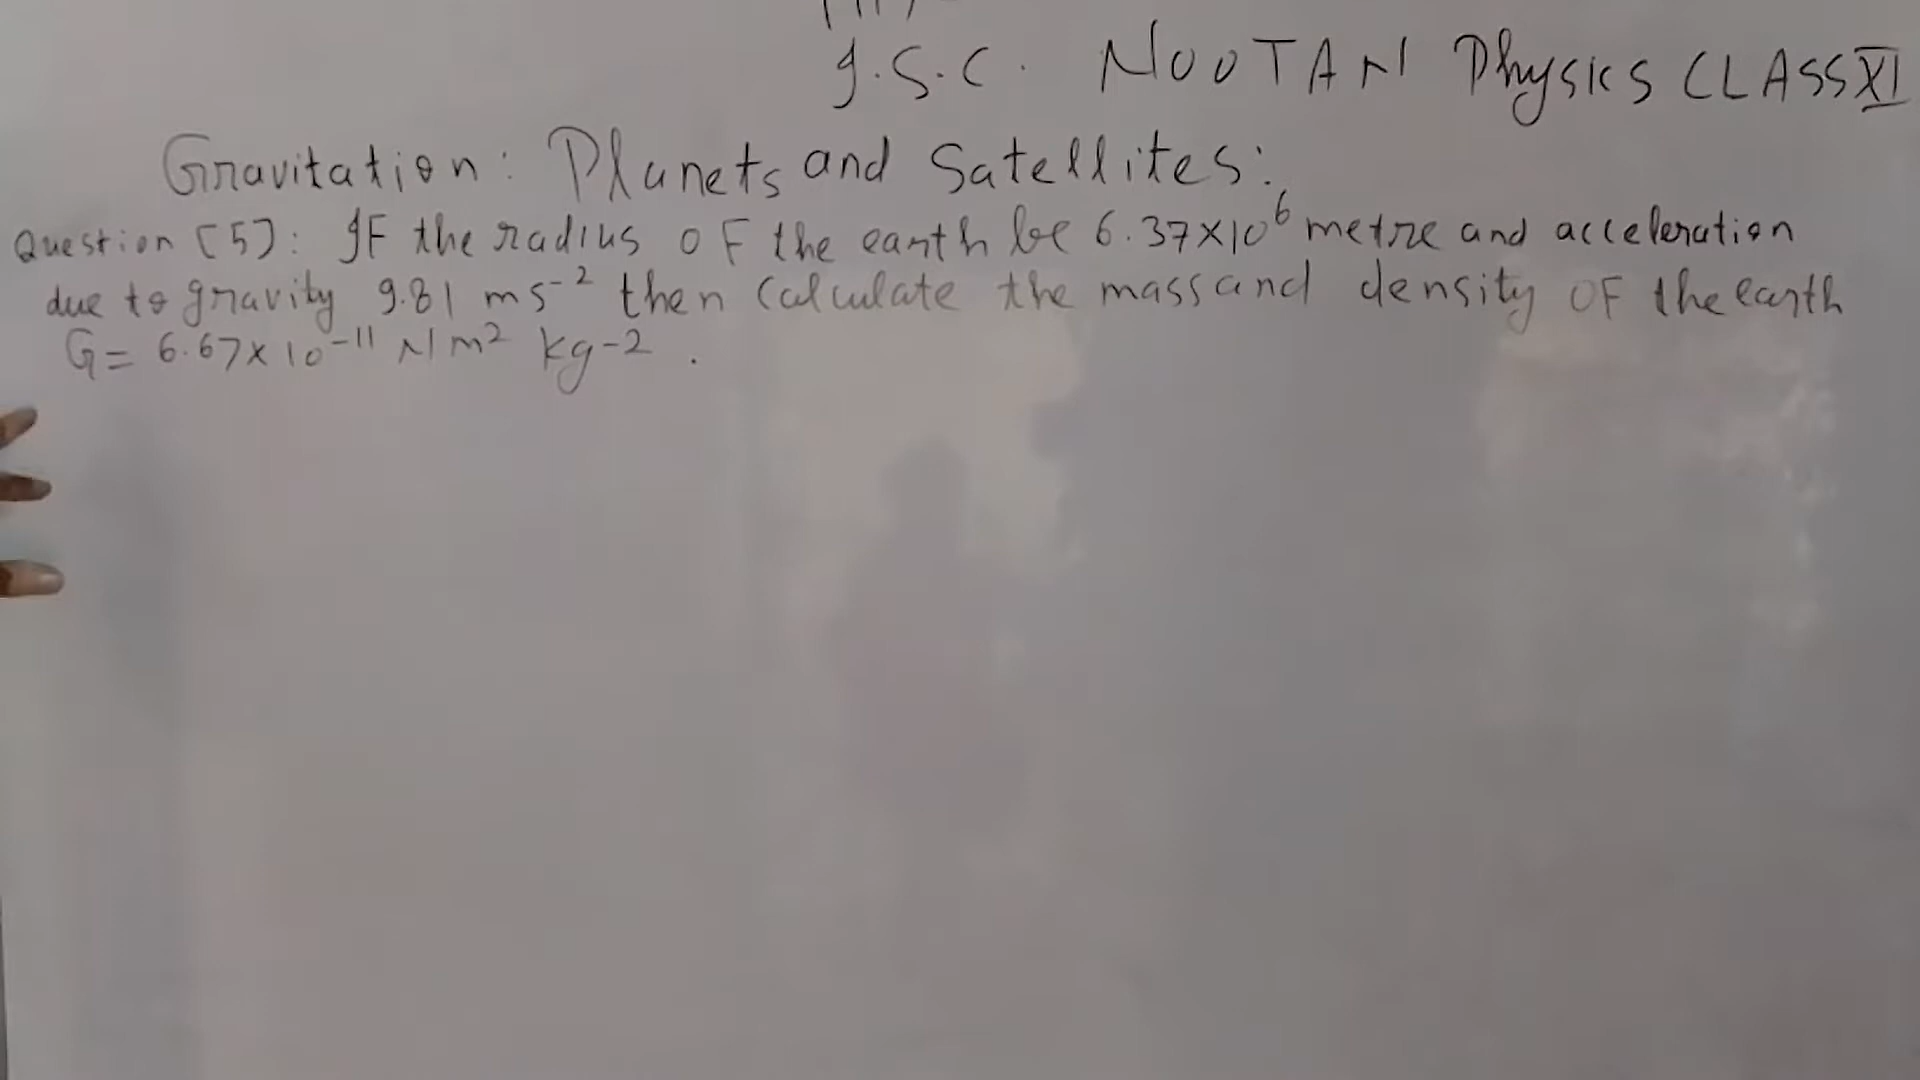 I.S.C. NOOTAN Physics CLASS XI
Gravitation: Planets and Satellites:
Question [5]: IF the radius OF the earth be 6.37×10⁶ metre and acceleration
due to gravity 9.81 ms⁻² then Calculate the mass and density OF the earth
G = 6.67×10⁻¹¹ Nm² kg-2 .